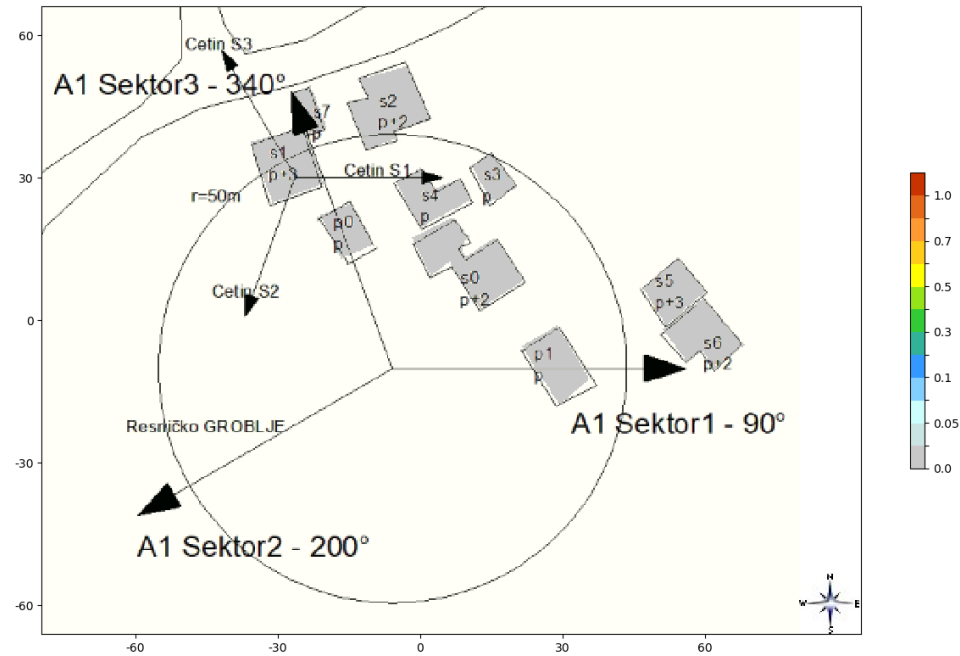 60
30
0
-30
-60
-60
-30
0
30
60
Cetin S3
A1 Sektor3 - 340°
s7
p
s2
p+2
s1
p+3
Cetin S1
r=50m
s3
p
s4
p
p0
p
Cetin S2
s0
p+2
s5
p+3
s6
p+2
p1
p
A1 Sektor1 - 90°
Resničko GROBLJE
A1 Sektor2 - 200°
N
W
E
S
1.0
0.7
0.5
0.3
0.1
0.05
0.0